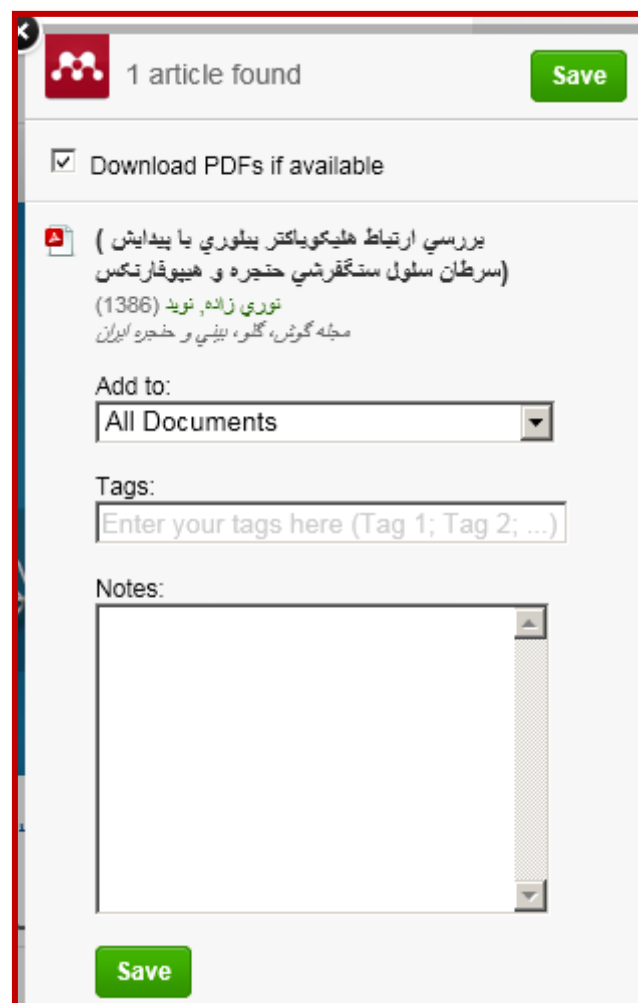 1 article found
Save
Download PDFs if available
بررسي ارتباط هليكوباكتر پيلوري با پيدايش (
سرطان سلول سنگفرشي حنجره و هيپوفارنكس)
نوري زاده, نويد (1386)
مجله گوش، گلو، بيني و حنجره ايران
Add to:
All Documents
Tags:
Enter your tags here (Tag 1; Tag 2; ...)
Notes:
Save